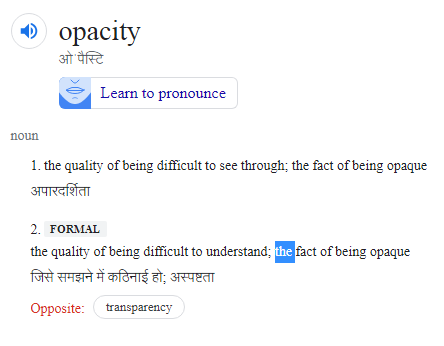 opacity
ओ'पैस्टि
Learn to pronounce
noun
1. the quality of being difficult to see through; the fact of being opaque
अपारदर्शिता
2. FORMAL
the quality of being difficult to understand; the fact of being opaque
जिसे समझने में कठिनाई हो; अस्पष्टता
Opposite: transparency